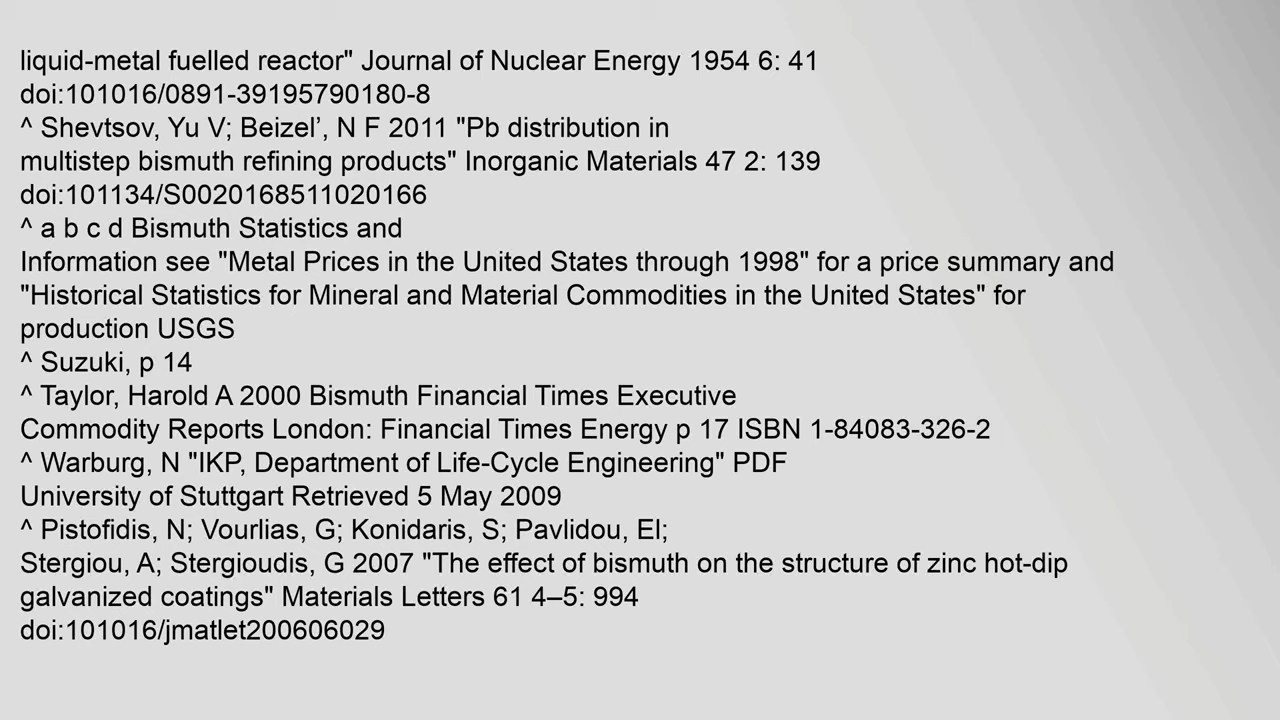 liquid-metal fuelled reactor" Journal of Nuclear Energy 1954 6: 41
doi:101016/0891-39195790180-8
^ Shevtsov, Yu V; Beizel’, N F 2011 "Pb distribution in
multistep bismuth refining products" Inorganic Materials 47 2: 139
doi:101134/S0020168511020166
^ a b c d Bismuth Statistics and
Information see "Metal Prices in the United States through 1998" for a price summary and
"Historical Statistics for Mineral and Material Commodities in the United States" for
production USGS
^ Suzuki, p 14
^ Taylor, Harold A 2000 Bismuth Financial Times Executive
Commodity Reports London: Financial Times Energy p 17 ISBN 1-84083-326-2
^ Warburg, N "IKP, Department of Life-Cycle Engineering" PDF
University of Stuttgart Retrieved 5 May 2009
^ Pistofidis, N; Vourlias, G; Konidaris, S; Pavlidou, El;
Stergiou, A; Stergioudis, G 2007 "The effect of bismuth on the structure of zinc hot-dip
galvanized coatings" Materials Letters 61 4–5: 994
doi:101016/jmatlet200606029